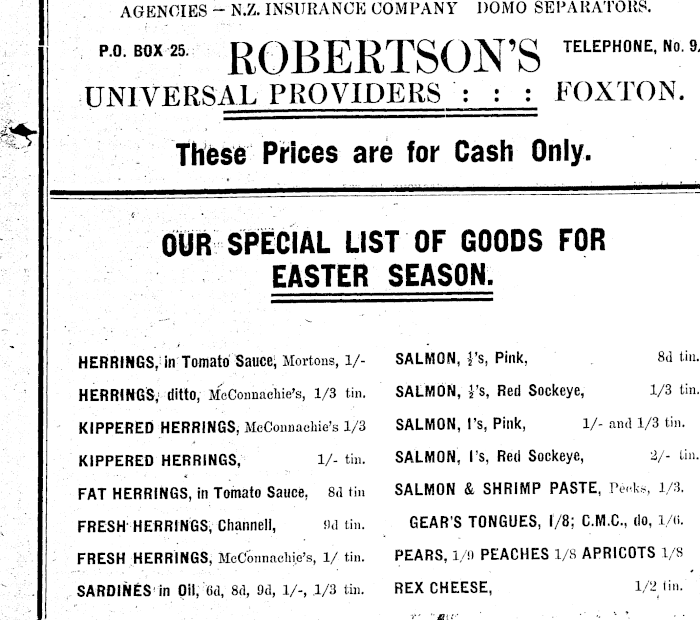 AGENCIES – N.Z. INSURANCE COMPANY DOMO SEPARATORS.
P.O. BOX 25. ROBERTSON'S TELEPHONE, No. 9.
UNIVERSAL PROVIDERS : : : FOXTON.
These Prices are for Cash Only.
OUR SPECIAL LIST OF GOODS FOR
EASTER SEASON.
HERRINGS, in Tomato Sauce, Mortons, 1/-
HERRINGS, ditto, McConnachie's, 1/3 tin.
KIPPERED HERRINGS, McConnachie's 1/3
KIPPERED HERRINGS, 1/- tin.
FAT HERRINGS, in Tomato Sauce, 8d tin
FRESH HERRINGS, Channell, 9d tin.
FRESH HERRINGS, McConnachie's, 1/ tin.
SARDINES in Oil, 6d, 8d, 9d, 1/-, 1/3 tin.
SALMON, ½'s, Pink, 8d tin.
SALMON, ½'s, Red Sockeye, 1/3 tin.
SALMON, 1's, Pink, 1/- and 1/3 tin.
SALMON, 1's, Red Sockeye, 2/- tin.
SALMON & SHRIMP PASTE, Pecks, 1/3.
GEAR'S TONGUES, 1/8; C.M.C., do, 1/6.
PEARS, 1/9 PEACHES 1/8 APRICOTS 1/8
REX CHEESE, 1/2 tin.